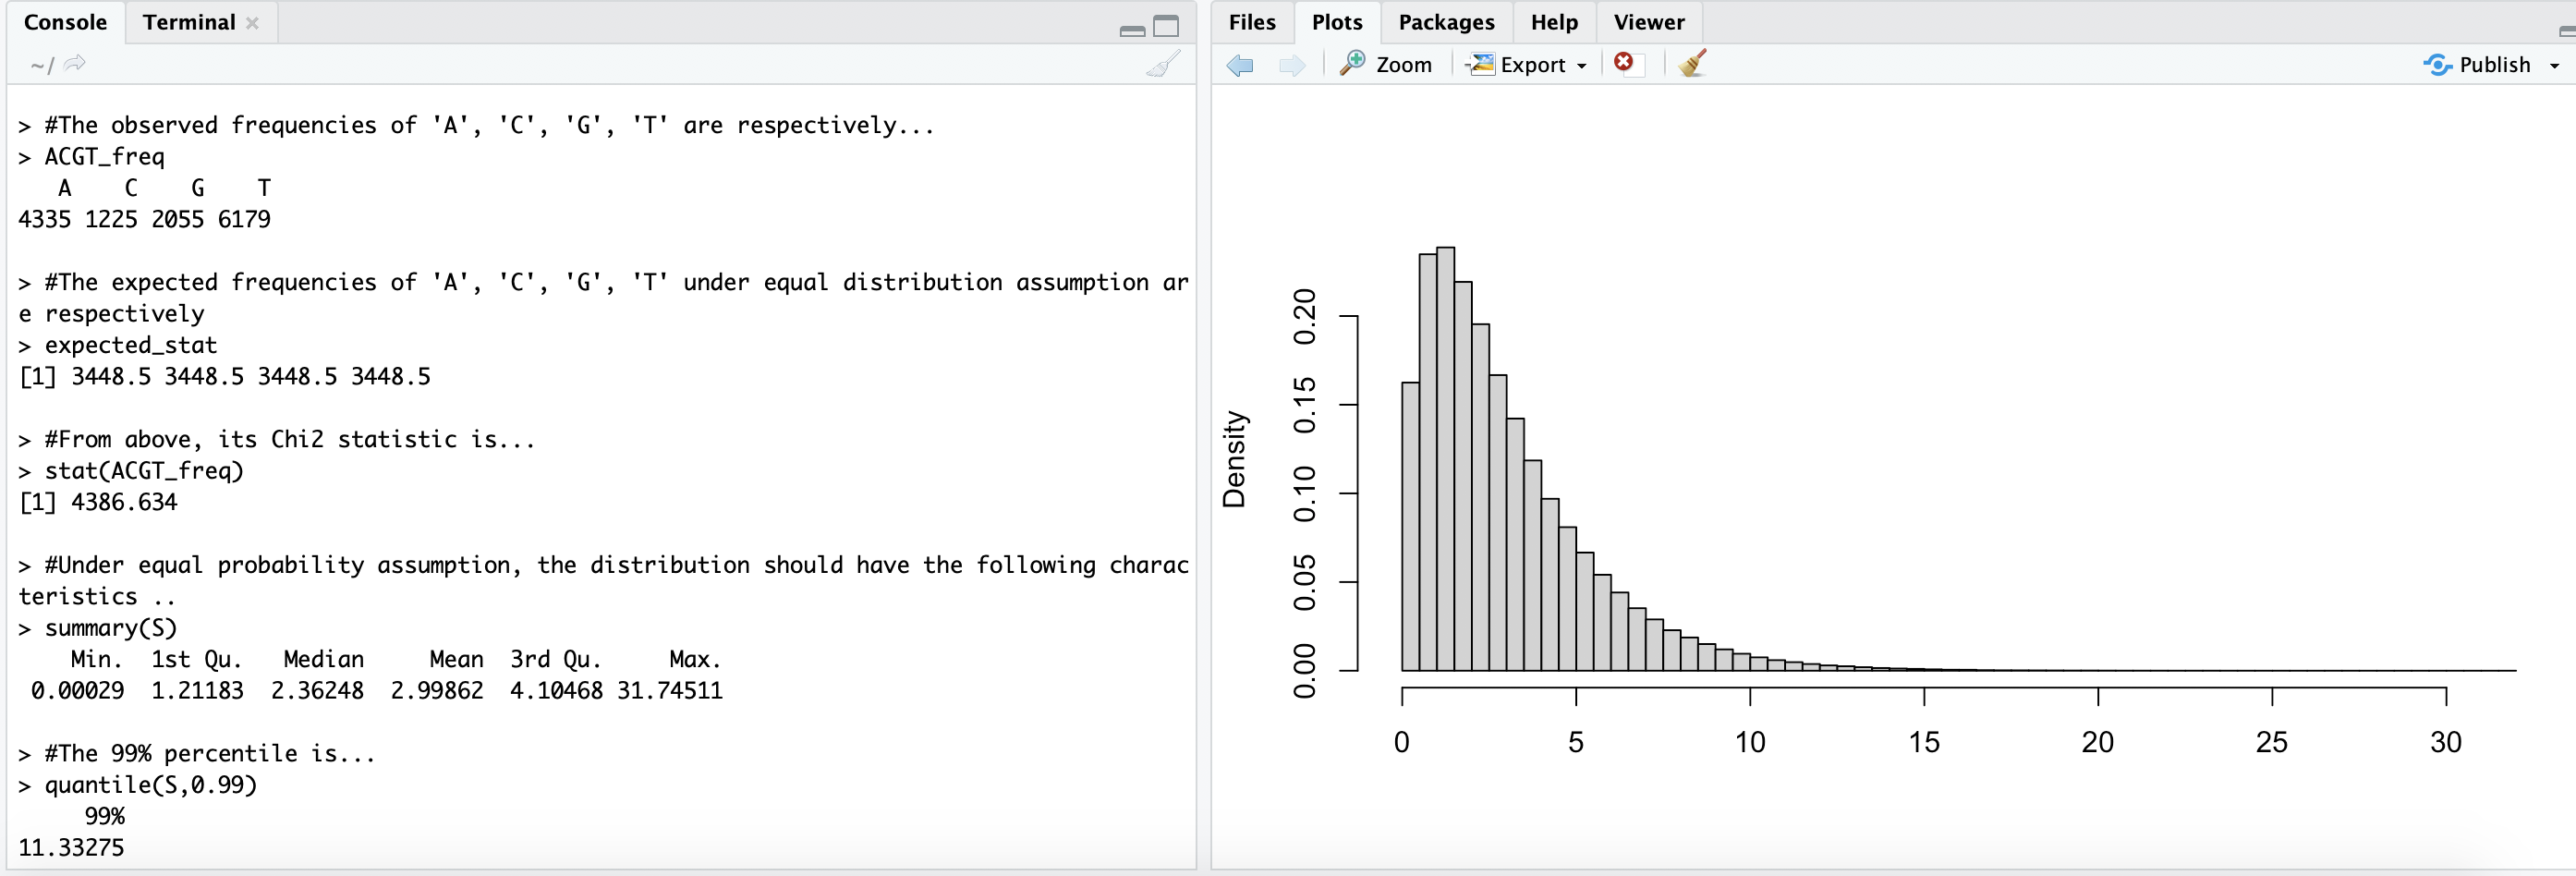 Console Terminal
~/
> #The observed frequencies of 'A', 'C', 'G', 'T' are respectively...
> ACGT_freq
A C G T
4335 1225 2055 6179
> #The expected frequencies of 'A', 'C', 'G', 'T' under equal distribution assumption ar
e respectively
> expected_stat
[1] 3448.5 3448.5 3448.5 3448.5
> #From above, its Chi2 statistic is...
> stat(ACGT_freq)
[1] 4386.634
> #Under equal probability assumption, the distribution should have the following charac
teristics ..
> summary(S)
Min. 1st Qu. Median Mean 3rd Qu. Max.
0.00029 1.21183 2.36248 2.99862 4.10468 31.74511
> #The 99% percentile is...
> quantile(S,0.99)
99%
11.33275
Files Plots Packages Help Viewer
Zoom Export Publish
Density
0.20
0.15
0.10
0.05
0.00
0 5 10 15 20 25 30